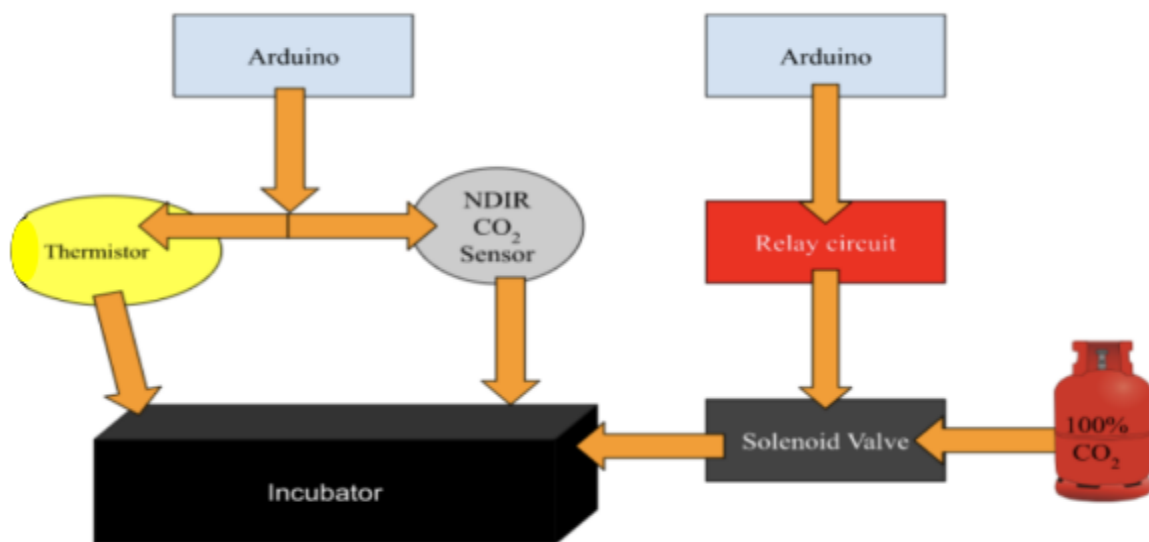 Arduino
Arduino
Thermistor
NDIR
CO₂
Sensor
Relay circuit
Incubator
Solenoid Valve
100%
CO₂